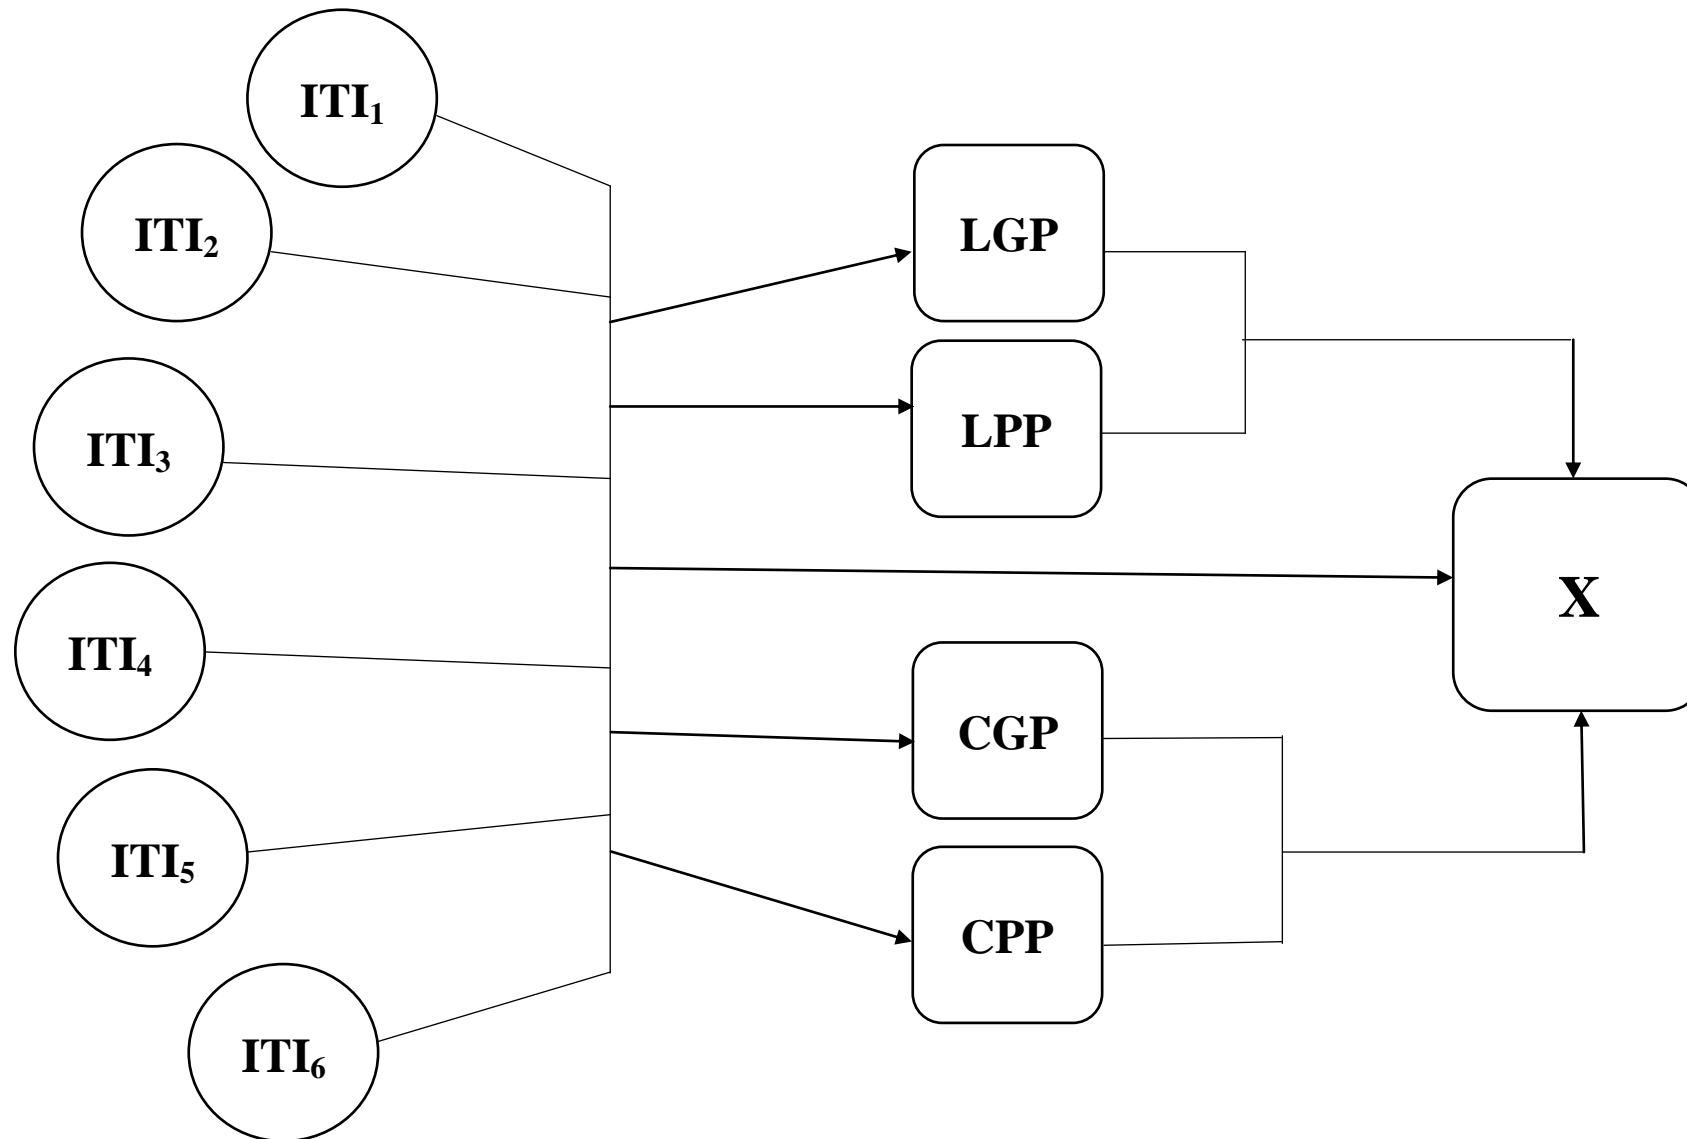 ITI₁
ITI₂
ITI₃
ITI₄
ITI₅
ITI₆
LGP
LPP
CGP
CPP
X